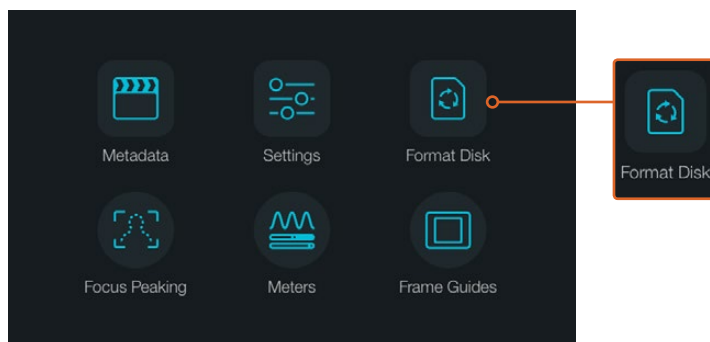 Metadata
Settings
Format Disk
Format Disk
Focus Peaking
Meters
Frame Guides